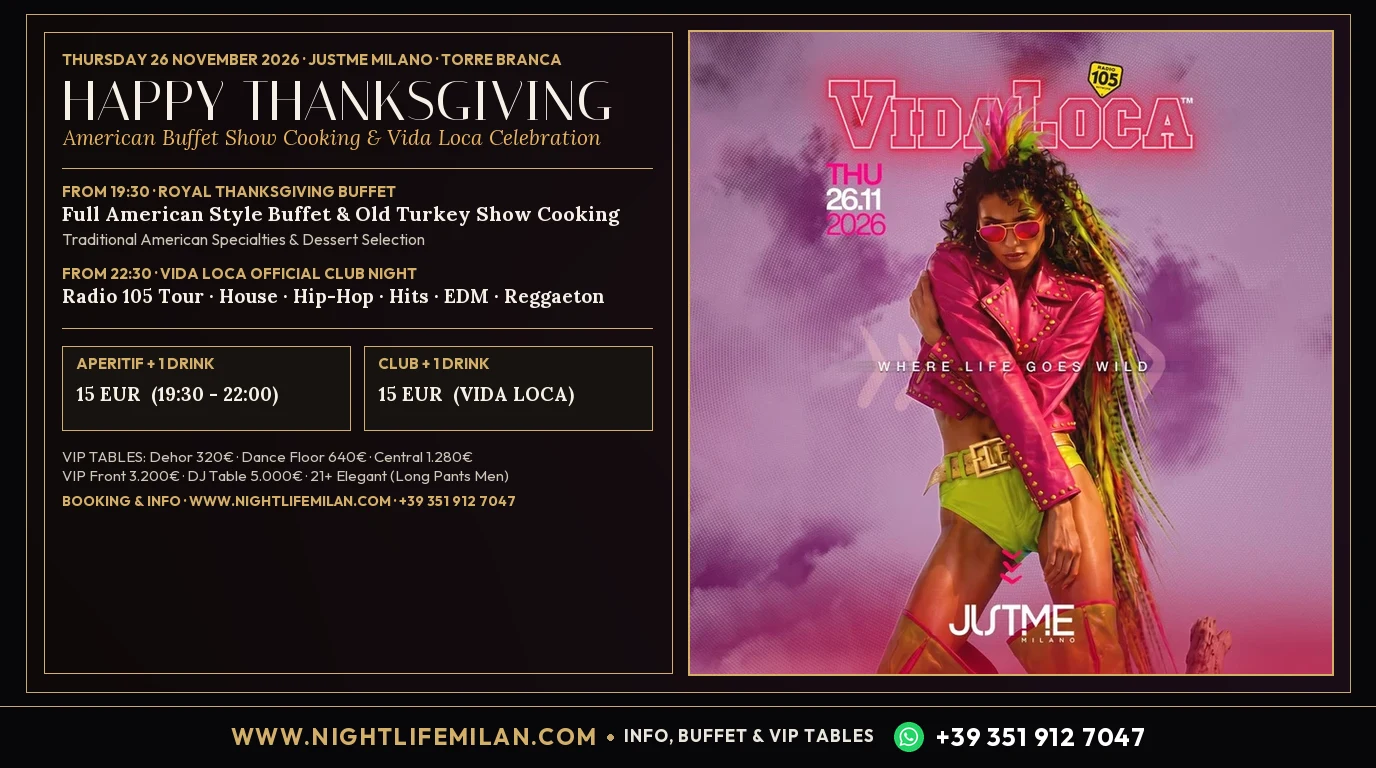 THURSDAY 26 NOVEMBER 2026 · JUSTME MILANO · TORRE BRANCA
HAPPY THANKSGIVING
American Buffet Show Cooking & Vida Loca Celebration
FROM 19:30 · ROYAL THANKSGIVING BUFFET
Full American Style Buffet & Old Turkey Show Cooking
Traditional American Specialties & Dessert Selection
FROM 22:30 · VIDA LOCA OFFICIAL CLUB NIGHT
Radio 105 Tour · House · Hip-Hop · Hits · EDM · Reggaeton
APERITIF + 1 DRINK
15 EUR (19:30 - 22:00)
CLUB + 1 DRINK
15 EUR (VIDA LOCA)
VIP TABLES: Dehor 320€ · Dance Floor 640€ · Central 1.280€
VIP Front 3.200€ · DJ Table 5.000€ · 21+ Elegant (Long Pants Men)
BOOKING & INFO · WWW.NIGHTLIFEMILAN.COM · +39 351 912 7047
RADIO
105
VIDA LOCA™
THU
26.11
2026
WHERE LIFE GOES WILD
JUSTME
MILANO
WWW.NIGHTLIFEMILAN.COM • INFO, BUFFET & VIP TABLES +39 351 912 7047